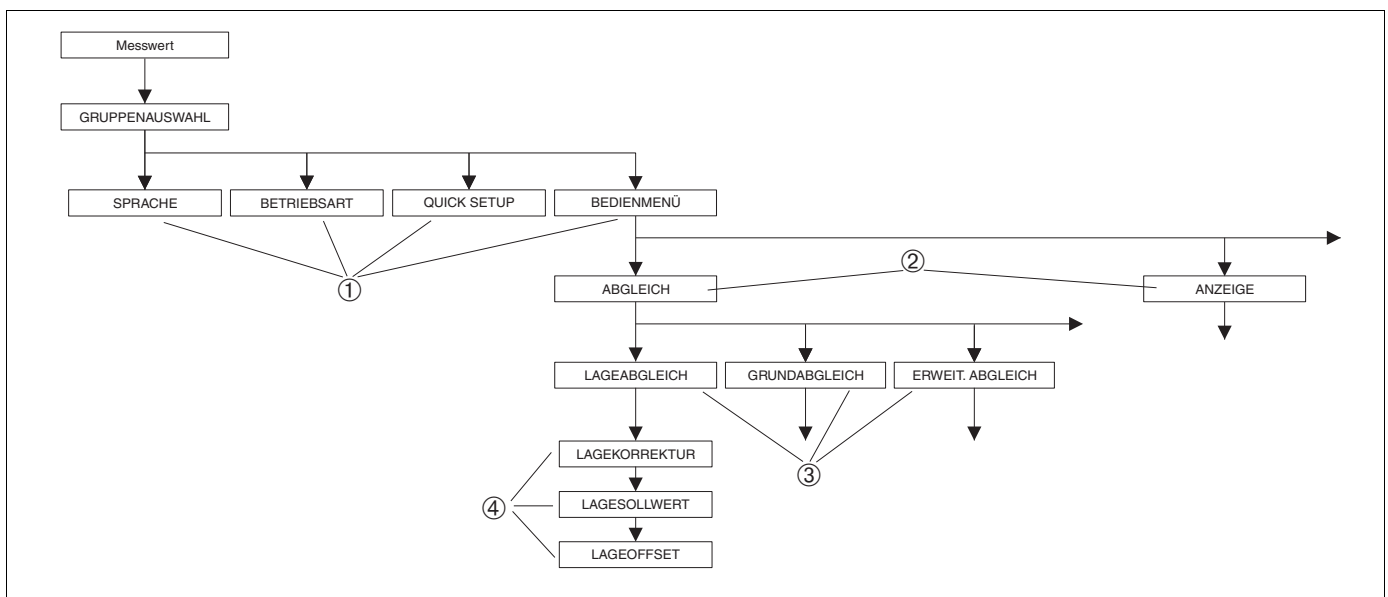 Messwert
GRUPPENAUSWAHL
SPRACHE
BETRIEBSART
QUICK SETUP
BEDIENMENÜ
①
②
ABGLEICH
ANZEIGE
LAGEABGLEICH
GRUNDABGLEICH
ERWEIT. ABGLEICH
③
LAGEKORREKTUR
④
LAGESOLLWERT
LAGEOFFSET